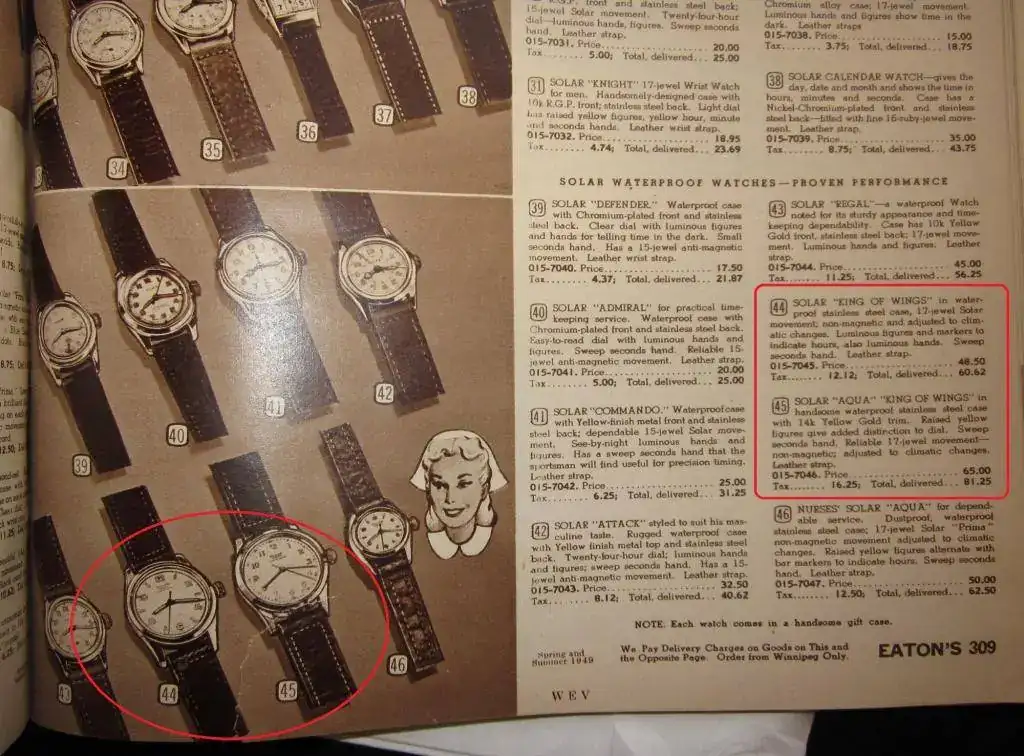 34
35
36
37
38
39
40
41
42
43
44
45
46
R.G.P. front and stainless steel back;
15-jewel Solar movement. Twenty-four-hour
dial—luminous hands, figures. Sweep seconds
hand. Leather strap.
015-7031. Price 20.00
Tax 5.00; Total, delivered... 25.00
31 SOLAR "KNIGHT" 17-jewel Wrist Watch
for men. Handsomely-designed case with
10k R.G.P. front; stainless steel back. Light dial
has raised yellow figures, yellow hour, minute
and seconds hands. Leather wrist strap.
015-7032. Price 18.95
Tax 4.74; Total, delivered... 23.69
Chromium alloy case; 17-jewel movement.
Luminous hands and figures show time in the
dark. Leather strap.
015-7038. Price 15.00
Tax 3.75; Total, delivered... 18.75
38 SOLAR CALENDAR WATCH—gives the
day, date and month and shows the time in
hours, minutes and seconds. Case has a
Nickel-Chromium-plated front and stainless
steel back—fitted with fine 16-ruby-jewel move-
ment. Leather strap.
015-7039. Price 35.00
Tax 8.75; Total, delivered... 43.75
SOLAR WATERPROOF WATCHES—PROVEN PERFORMANCE
39 SOLAR "DEFENDER." Waterproof case
with Chromium-plated front and stainless
steel back. Clear dial with luminous figures
and hands for telling time in the dark. Small
seconds hand. Has a 15-jewel anti-magnetic
movement. Leather wrist strap.
015-7040. Price 17.50
Tax 4.37; Total, delivered... 21.87
40 SOLAR "ADMIRAL" for practical time-
keeping service. Waterproof case with
Chromium-plated front and stainless steel back.
Easy-to-read dial with luminous hands and
figures. Sweep seconds hand. Reliable 15-
jewel anti-magnetic movement. Leather strap.
015-7041. Price 20.00
Tax 5.00; Total, delivered... 25.00
41 SOLAR "COMMANDO." Waterproof case
with Yellow-finish metal front and stainless
steel back; dependable 15-jewel Solar move-
ment. See-by-night luminous hands and
figures. Has a sweep seconds hand that the
sportsman will find useful for precision timing.
Leather strap.
015-7042. Price 25.00
Tax 6.25; Total, delivered... 31.25
42 SOLAR "ATTACK" styled to suit his mas-
culine taste. Rugged waterproof case
with Yellow finish metal top and stainless steel
back. Twenty-four-hour dial; luminous hands
and figures; sweep seconds hand. Has a 15-
jewel anti-magnetic movement. Leather strap.
015-7043. Price 32.50
Tax 8.12; Total, delivered... 40.62
43 SOLAR "REGAL"—a waterproof Watch
noted for its sturdy appearance and time-
keeping dependability. Case has 10k Yellow
Gold front, stainless steel back; 17-jewel move-
ment. Luminous hands and figures. Leather
strap.
015-7044. Price 45.00
Tax 11.25; Total, delivered... 56.25
44 SOLAR "KING OF WINGS" in water-
proof stainless steel case, 17-jewel Solar
movement; non-magnetic and adjusted to clim-
atic changes. Luminous figures and markers to
indicate hours, also luminous hands. Sweep
seconds hand. Leather strap.
015-7045. Price 48.50
Tax 12.12; Total, delivered... 60.62
45 SOLAR "AQUA" "KING OF WINGS" in
handsome waterproof stainless steel case
with 14k Yellow Gold trim. Raised yellow
figures give added distinction to dial. Sweep
seconds hand. Reliable 17-jewel movement—
non-magnetic; adjusted to climatic changes.
Leather strap.
015-7046. Price 65.00
Tax 16.25; Total, delivered... 81.25
46 NURSES' SOLAR "AQUA" for depend-
able service. Dustproof, waterproof
stainless steel case; 17-jewel Solar "Prima"
non-magnetic movement adjusted to climatic
changes. Raised yellow figures alternate with
bar markers to indicate hours. Sweep seconds
hand. Leather strap.
015-7047. Price 50.00
Tax 12.50; Total, delivered... 62.50
NOTE. Each watch comes in a handsome gift case.
Spring and
Summer 1949
We Pay Delivery Charges on Goods on This and
the Opposite Page. Order from Winnipeg Only.
EATON'S 309
W E V